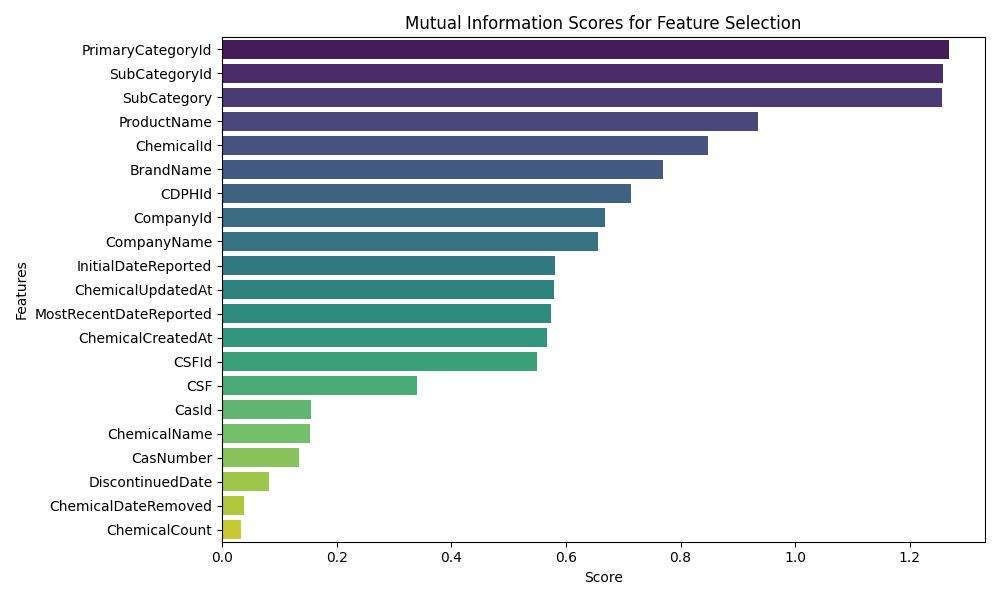 Mutual Information Scores for Feature Selection
PrimaryCategoryId
SubCategoryId
SubCategory
ProductName
ChemicalId
BrandName
CDPHId
CompanyId
CompanyName
InitialDateReported
ChemicalUpdatedAt
MostRecentDateReported
ChemicalCreatedAt
CSFId
CSF
CasId
ChemicalName
CasNumber
DiscontinuedDate
ChemicalDateRemoved
ChemicalCount
Features
0.0 0.2 0.4 0.6 0.8 1.0 1.2
Score